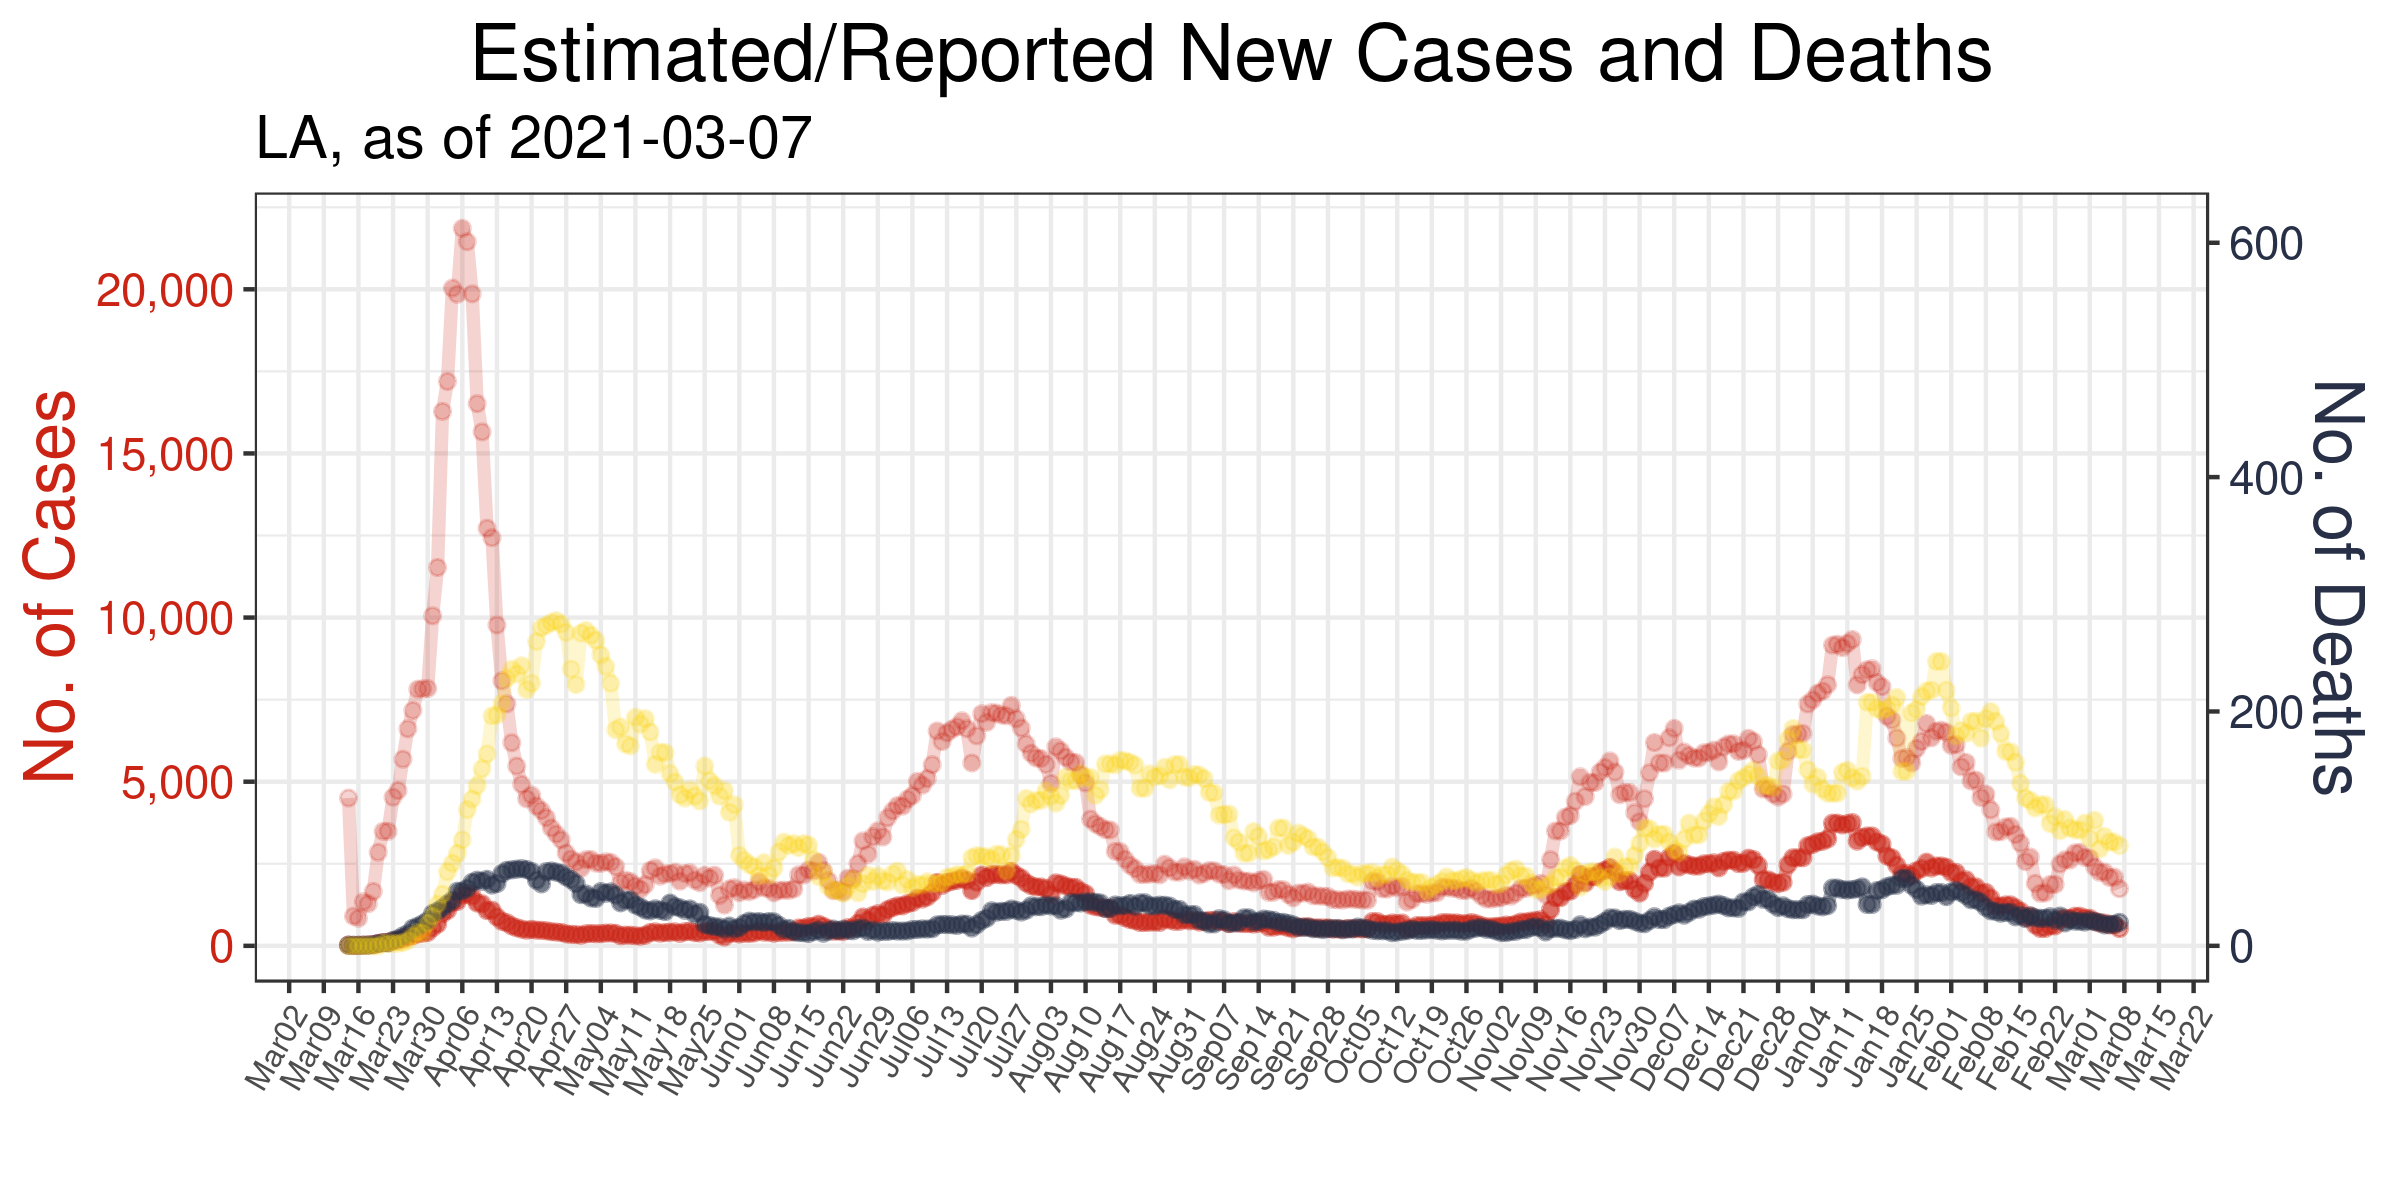 Estimated/Reported New Cases and Deaths
LA, as of 2021-03-07
No. of Cases
20,000
15,000
10,000
5,000
0
600
400
200
0
No. of Deaths
Mar02
Mar09
Mar16
Mar23
Mar30
Apr06
Apr13
Apr20
Apr27
May04
May11
May18
May25
Jun01
Jun08
Jun15
Jun22
Jun29
Jul06
Jul13
Jul20
Jul27
Aug03
Aug10
Aug17
Aug24
Aug31
Sep07
Sep14
Sep21
Sep28
Oct05
Oct12
Oct19
Oct26
Nov02
Nov09
Nov16
Nov23
Nov30
Dec07
Dec14
Dec21
Dec28
Jan04
Jan11
Jan18
Jan25
Feb01
Feb08
Feb15
Feb22
Mar01
Mar08
Mar15
Mar22